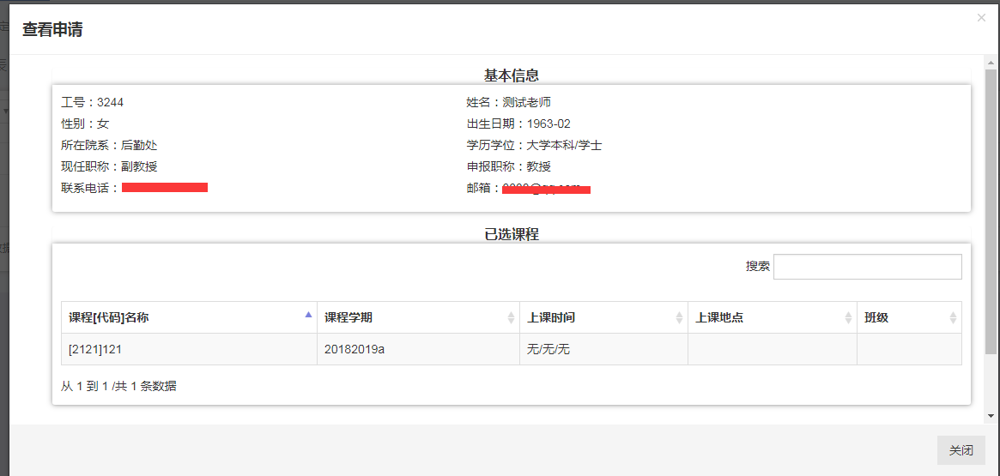 查看申请
×
基本信息
工号：3244
姓名：测试老师
性别：女
出生日期：1963-02
所在院系：后勤处
学历学位：大学本科/学士
现任职称：副教授
申报职称：教授
联系电话：
邮箱：
已选课程
搜索
课程[代码]名称 课程学期 上课时间 上课地点 班级
[2121]121 20182019a 无/无/无
从 1 到 1 /共 1 条数据
关闭